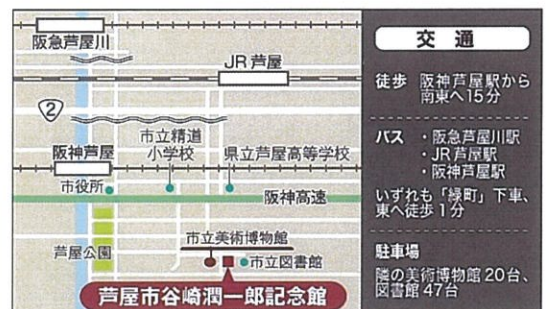 阪急芦屋川
JR 芦屋
2
市立精道
小学校
阪神芦屋
県立芦屋高等学校
市役所
阪神高速
市立美術博物館
芦屋公園
市立図書館
芦屋市谷崎潤一郎記念館
交　通
徒歩 阪神芦屋駅から
南東へ15分
バス ・阪急芦屋川駅
・JR 芦屋駅
・阪神芦屋駅
いずれも「緑町」下車、
東へ徒歩1分
駐車場
隣の美術博物館 20台、
図書館 47台